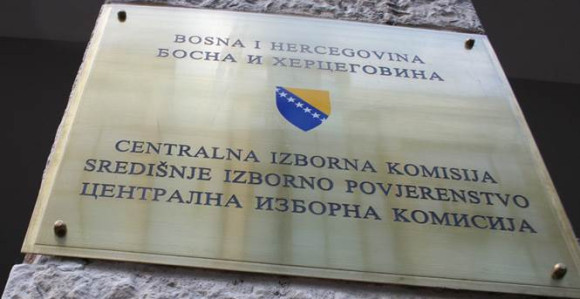 BOSNA I HERCEGOVINA
БОСНА И ХЕРЦЕГОВИНА
CENTRALNA IZBORNA KOMISIJA
SREDIŠNJE IZBORNO POVJERENSTVO
ЦЕНТРАЛНА ИЗБОРНА КОМИСИЈА